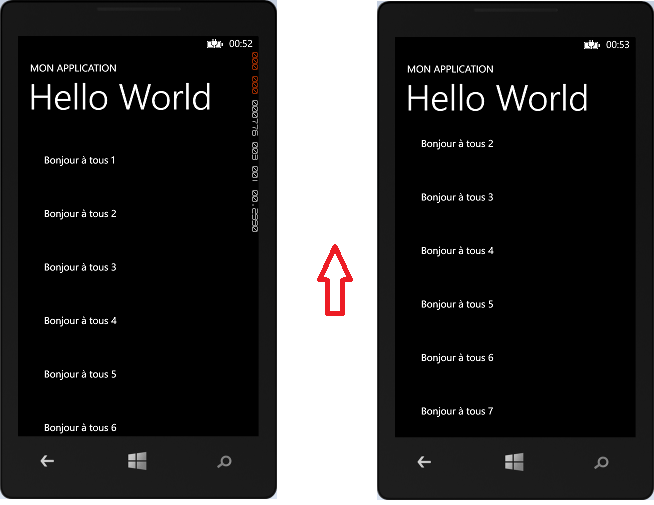 00:52
MON APPLICATION
Hello World
Bonjour à tous 1
Bonjour à tous 2
Bonjour à tous 3
Bonjour à tous 4
Bonjour à tous 5
Bonjour à tous 6
000 000 000776 003 001 00.2990
00:53
MON APPLICATION
Hello World
Bonjour à tous 2
Bonjour à tous 3
Bonjour à tous 4
Bonjour à tous 5
Bonjour à tous 6
Bonjour à tous 7